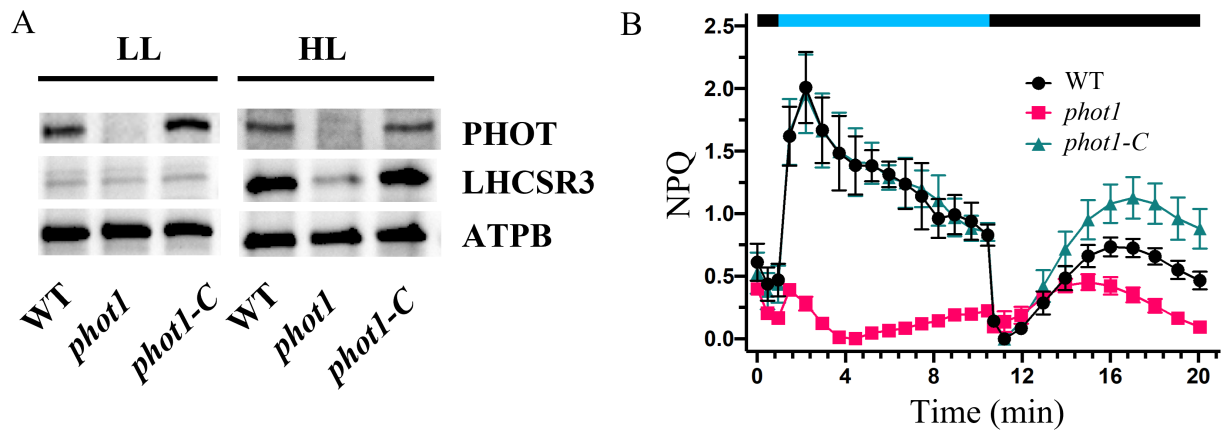 A
LL
HL
PHOT
LHCSR3
ATPB
WT
phot1
phot1-C
WT
phot1
phot1-C
B
NPQ
2.5
2.0
1.5
1.0
0.5
0.0
WT
phot1
phot1-C
0
4
8
12
16
20
Time (min)